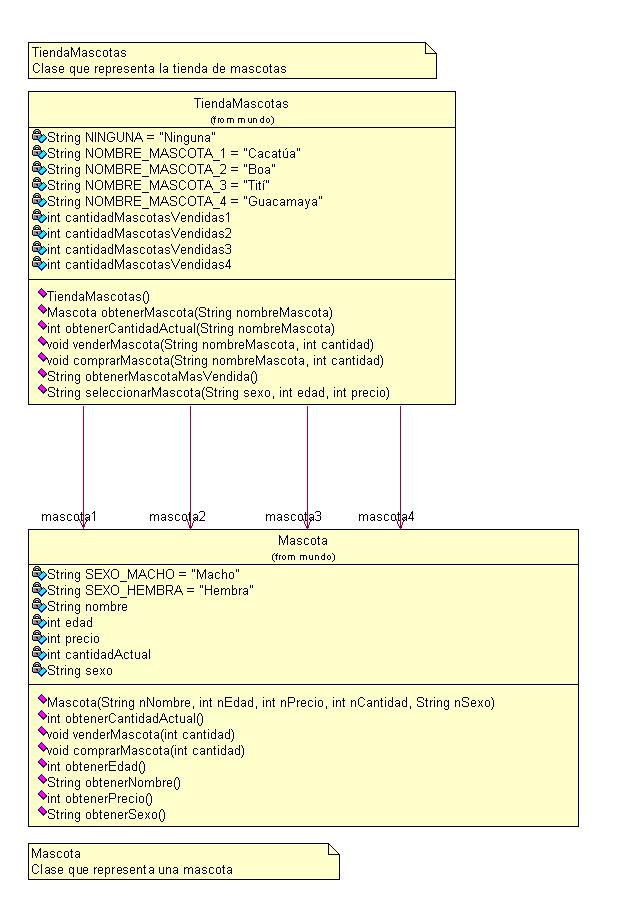 TiendaMascotas
Clase que representa la tienda de mascotas
TiendaMascotas
(from mundo)
String NINGUNA = "Ninguna"
String NOMBRE_MASCOTA_1 = "Cacatúa"
String NOMBRE_MASCOTA_2 = "Boa"
String NOMBRE_MASCOTA_3 = "Tití"
String NOMBRE_MASCOTA_4 = "Guacamaya"
int cantidadMascotasVendidas1
int cantidadMascotasVendidas2
int cantidadMascotasVendidas3
int cantidadMascotasVendidas4
TiendaMascotas()
Mascota obtenerMascota(String nombreMascota)
int obtenerCantidadActual(String nombreMascota)
void venderMascota(String nombreMascota, int cantidad)
void comprarMascota(String nombreMascota, int cantidad)
String obtenerMascotaMasVendida()
String seleccionarMascota(String sexo, int edad, int precio)
mascota1 mascota2 mascota3 mascota4
Mascota
(from mundo)
String SEXO_MACHO = "Macho"
String SEXO_HEMBRA = "Hembra"
String nombre
int edad
int precio
int cantidadActual
String sexo
Mascota(String nNombre, int nEdad, int nPrecio, int nCantidad, String nSexo)
int obtenerCantidadActual()
void venderMascota(int cantidad)
void comprarMascota(int cantidad)
int obtenerEdad()
String obtenerNombre()
int obtenerPrecio()
String obtenerSexo()
Mascota
Clase que representa una mascota